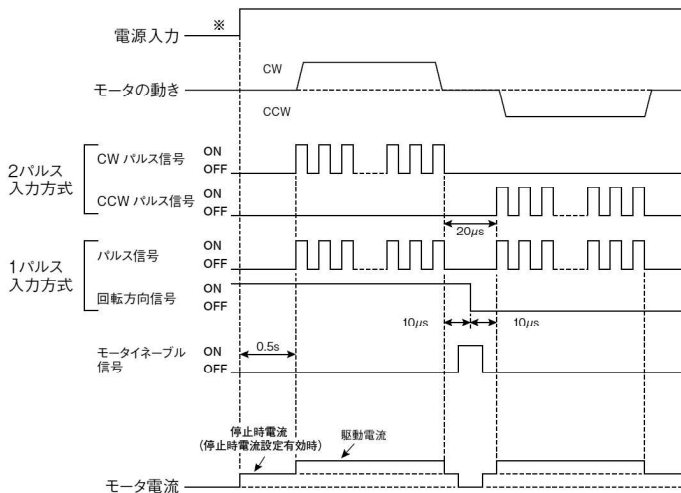 ※
電源入力
CW
モータの動き
CCW
2パルス
入力方式
CW パルス信号
ON
OFF
CCW パルス信号
ON
OFF
20μs
1パルス
入力方式
パルス信号
ON
OFF
回転方向信号
ON
OFF
10μs
10μs
モータイネーブル
信号
ON
OFF
0.5s
停止時電流
(停止時電流設定有効時)
駆動電流
モータ電流